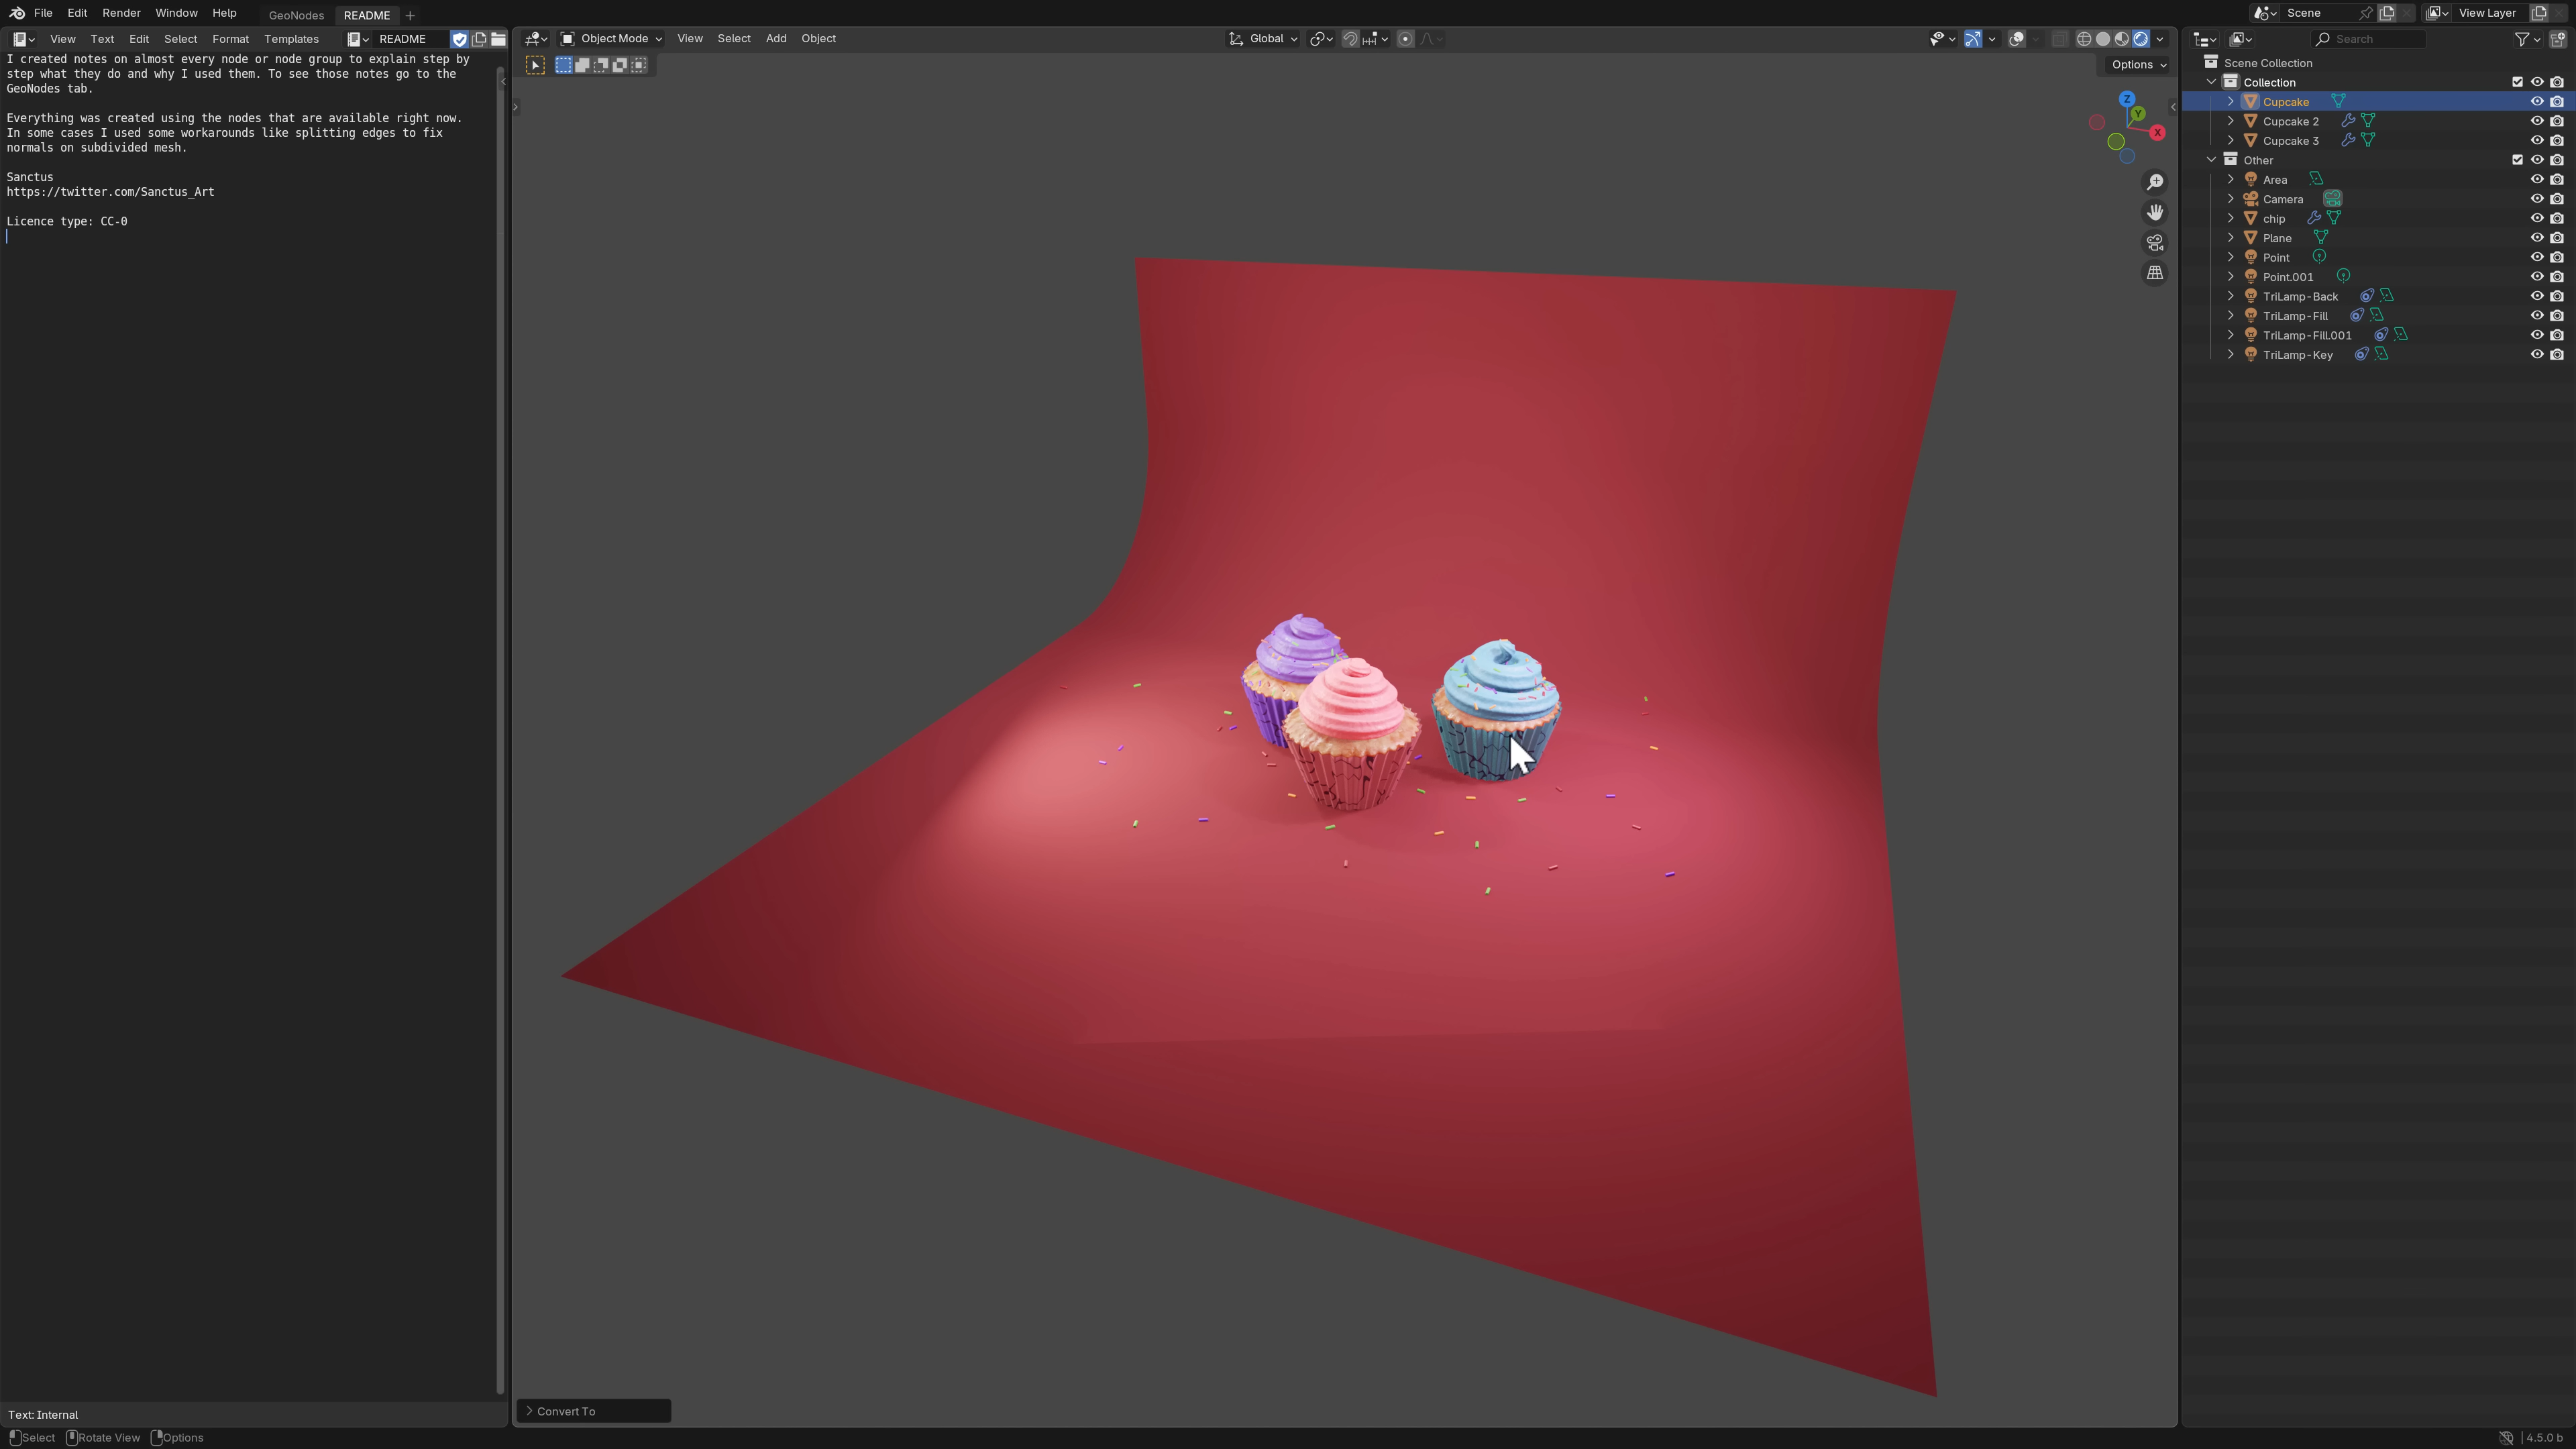 File Edit Render Window Help GeoNodes README +
Scene View Layer
View Text Edit Select Format Templates README
Object Mode View Select Add Object Global
Search
Options
I created notes on almost every node or node group to explain step by
step what they do and why I used them. To see those notes go to the
GeoNodes tab.
Everything was created using the nodes that are available right now.
In some cases I used some workarounds like splitting edges to fix
normals on subdivided mesh.
Sanctus
https://twitter.com/Sanctus_Art
Licence type: CC-0
Z
Y
X
Scene Collection
Collection
Cupcake
Cupcake 2
Cupcake 3
Other
Area
Camera
chip
Plane
Point
Point.001
TriLamp-Back
TriLamp-Fill
TriLamp-Fill.001
TriLamp-Key
Convert To
Text: Internal
Select Rotate View Options
4.5.0 b